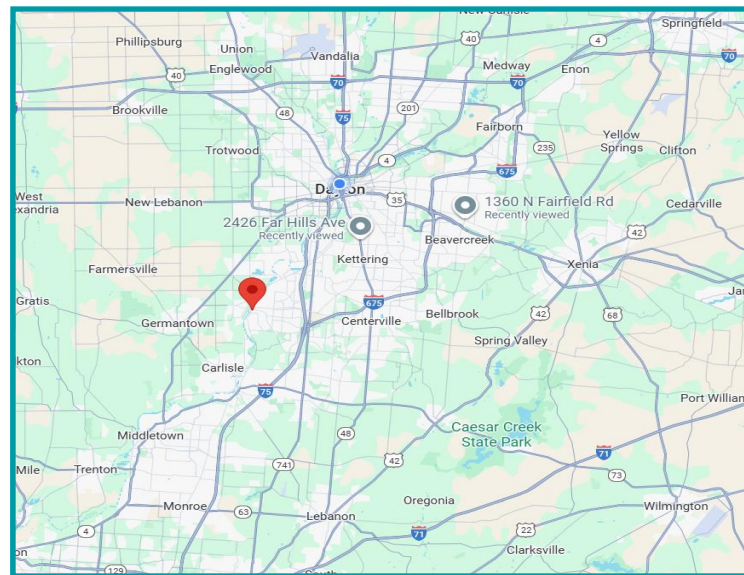 New Carlisle
Springfield
Phillipsburg
Union
40
4
Vandalia
70
Englewood
Medway
Enon
40
70
70
Brookville
48
75
201
Fairborn
Trotwood
4
235
Yellow
Springs
Clifton
675
West
exandria
New Lebanon
Dayton
35
1360 N Fairfield Rd
Recently viewed
Cedarville
2426 Far Hills Ave
Recently viewed
Beavercreek
42
Kettering
Xenia
Farmersville
675
Gratis
Germantown
Centerville
Bellbrook
42
68
Spring Valley
kton
Carlisle
75
Port William
Caesar Creek
State Park
Middletown
48
71
Mile
Trenton
741
42
73
Monroe
63
Oregonia
Wilmington
4
Lebanon
22
71
Clarksville
129